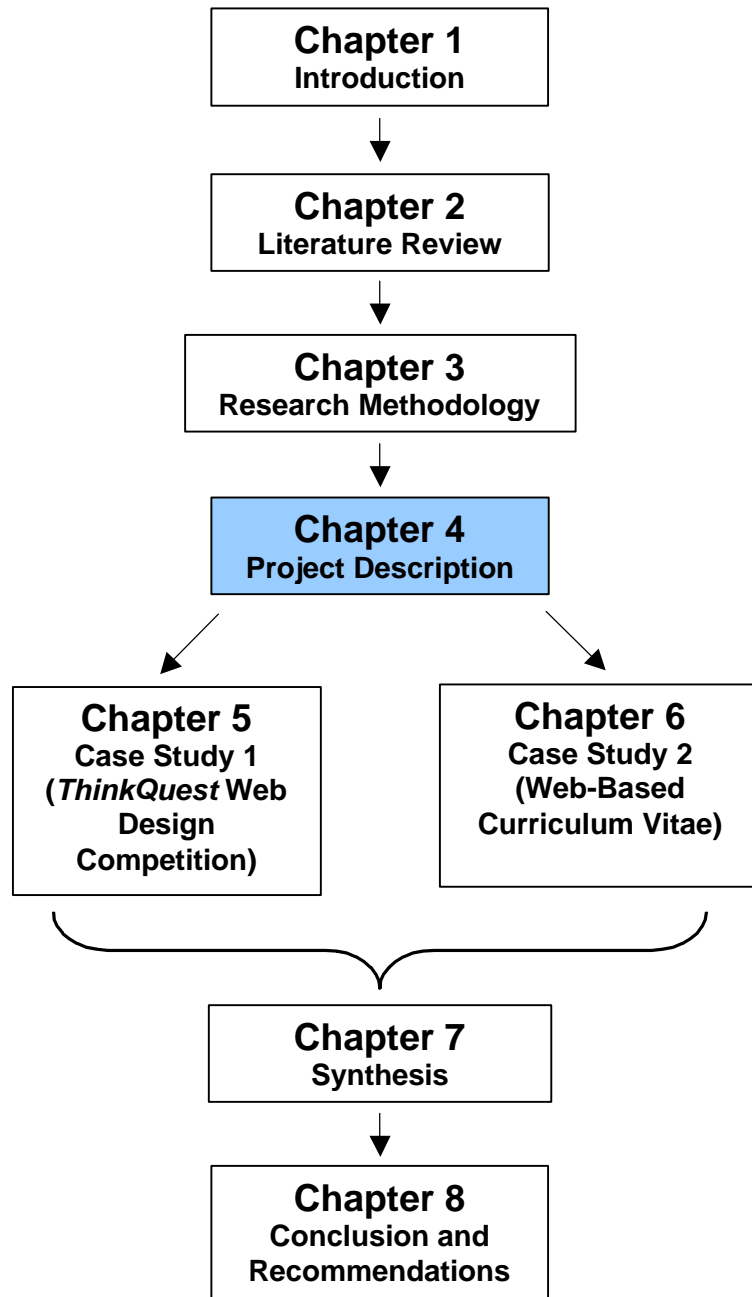 Chapter 1
Introduction
Chapter 2
Literature Review
Chapter 3
Research Methodology
Chapter 4
Project Description
Chapter 5
Case Study 1
(ThinkQuest Web
Design
Competition)
Chapter 6
Case Study 2
(Web-Based
Curriculum Vitae)
Chapter 7
Synthesis
Chapter 8
Conclusion and
Recommendations